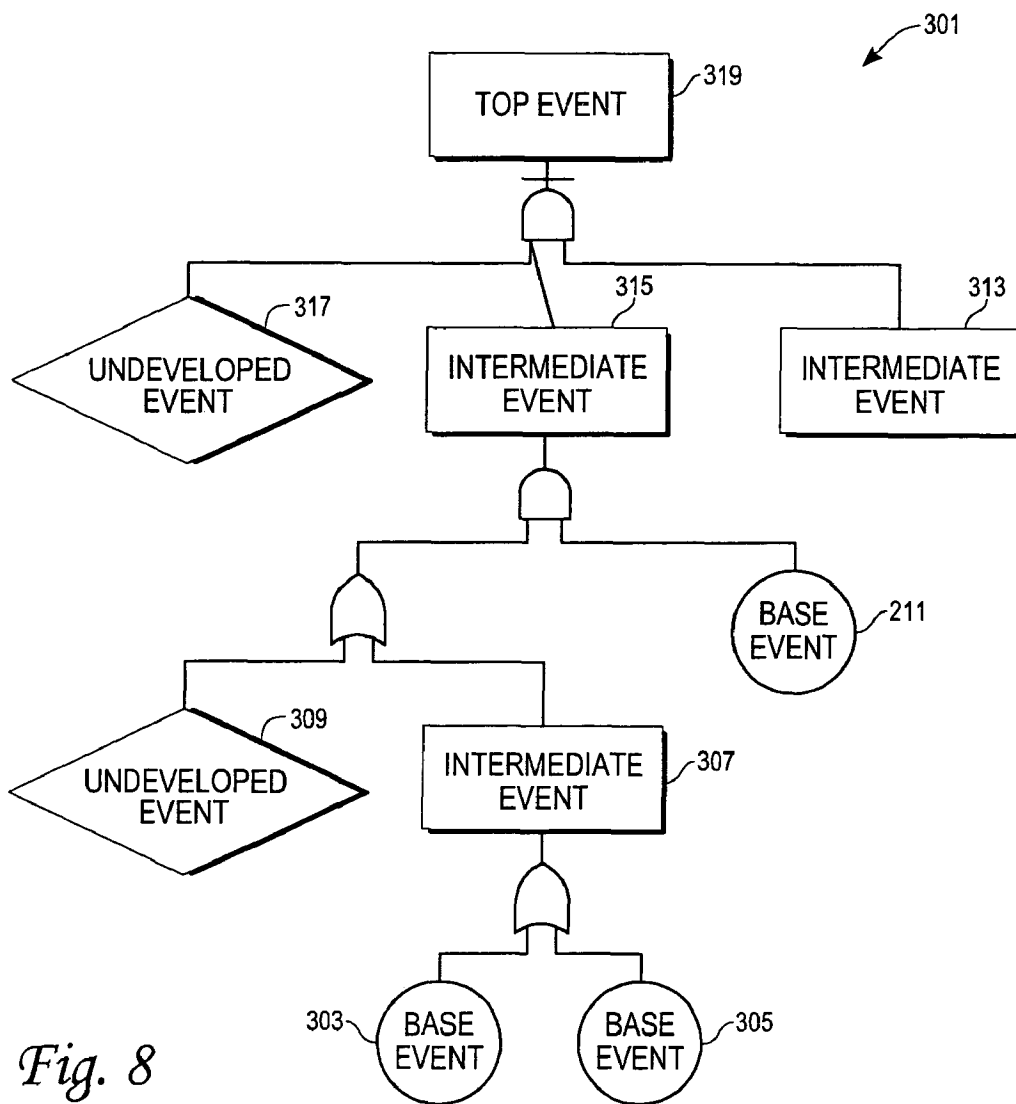 301
TOP EVENT
319
317
UNDEVELOPED
EVENT
315
INTERMEDIATE
EVENT
313
INTERMEDIATE
EVENT
BASE
EVENT
211
309
UNDEVELOPED
EVENT
INTERMEDIATE
EVENT
307
303
BASE
EVENT
BASE
EVENT
305
Fig. 8